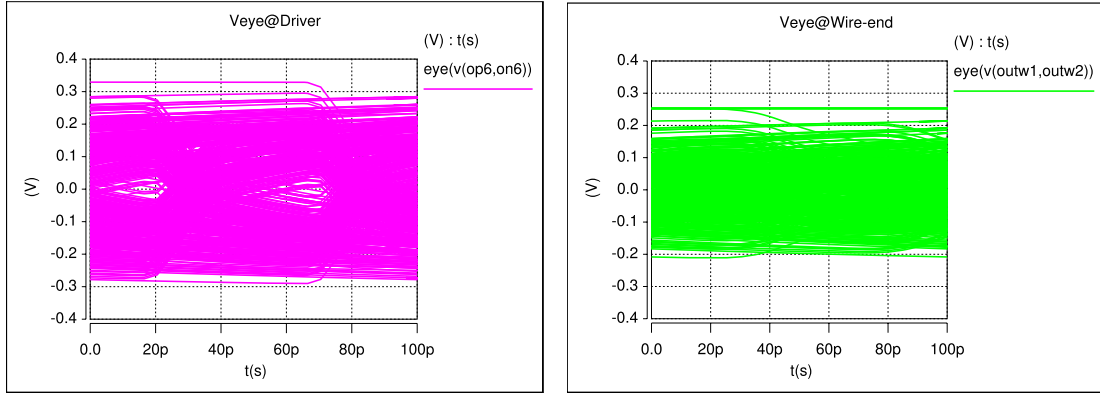 Veye@Driver
(V) : t(s)
eye(v(op6,on6))
0.4
0.3
0.2
0.1
0.0
-0.1
-0.2
-0.3
-0.4
(V)
0.0 20p 40p 60p 80p 100p
t(s)
Veye@Wire-end
(V) : t(s)
eye(v(outw1,outw2))
0.4
0.3
0.2
0.1
0.0
-0.1
-0.2
-0.3
-0.4
(V)
0.0 20p 40p 60p 80p 100p
t(s)